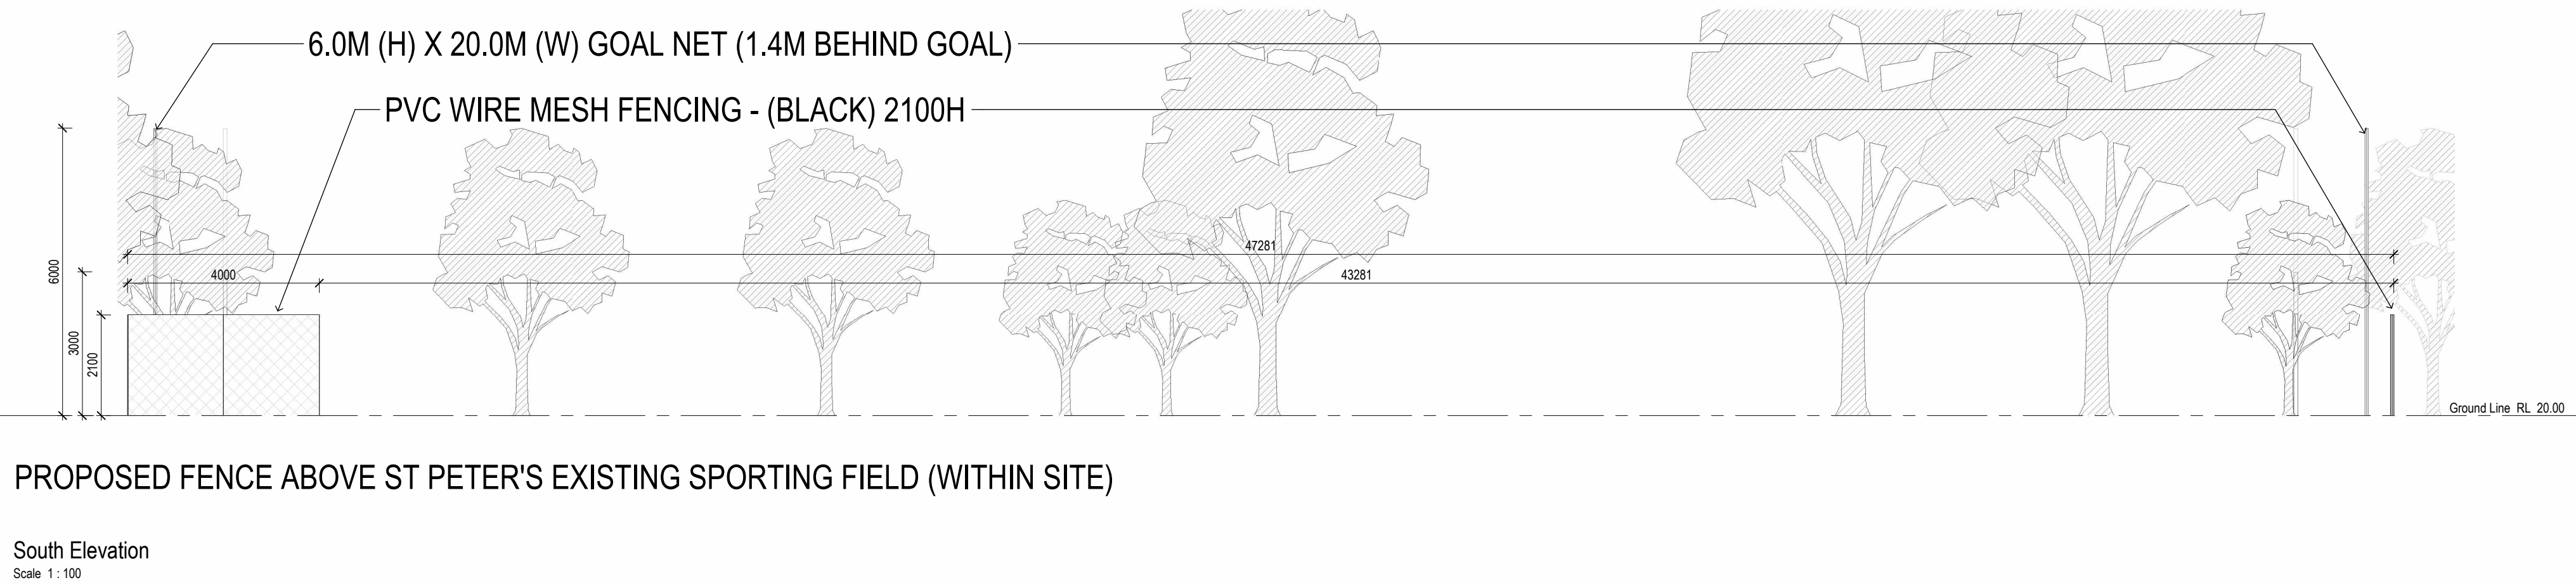 6.0M (H) X 20.0M (W) GOAL NET (1.4M BEHIND GOAL)
PVC WIRE MESH FENCING - (BLACK) 2100H
47281
4000
43281
6000
3000
2100
Ground Line RL 20.00
PROPOSED FENCE ABOVE ST PETER'S EXISTING SPORTING FIELD (WITHIN SITE)
South Elevation
Scale 1 : 100